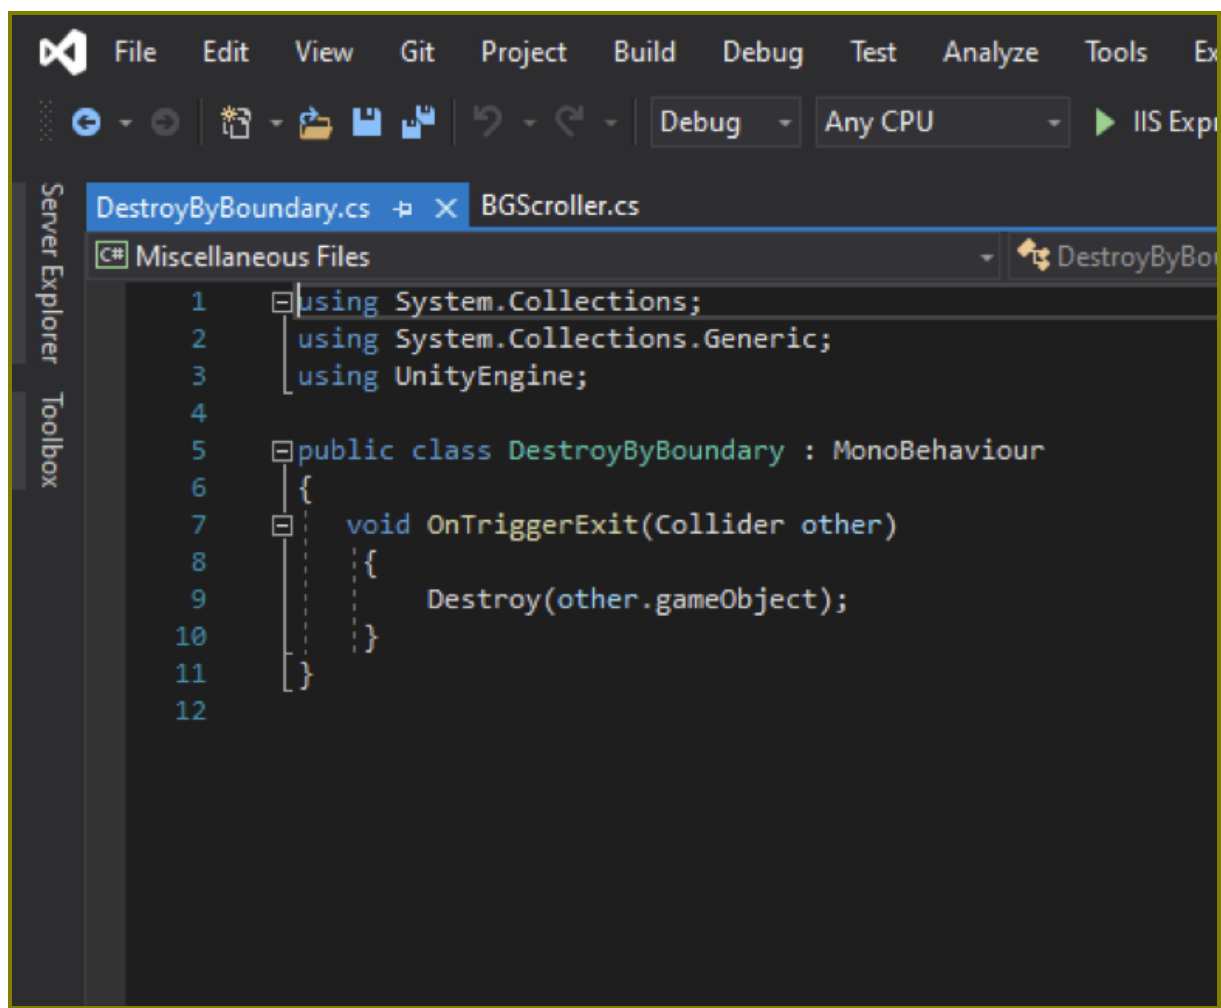 File Edit View Git Project Build Debug Test Analyze Tools Ex
Debug Any CPU IIS Expr
Server Explorer
Toolbox
DestroyByBoundary.cs BGScroller.cs
C# Miscellaneous Files DestroyByBou
1 using System.Collections;
2 using System.Collections.Generic;
3 using UnityEngine;
4
5 public class DestroyByBoundary : MonoBehaviour
6 {
7 void OnTriggerExit(Collider other)
8 {
9 Destroy(other.gameObject);
10 }
11 }
12